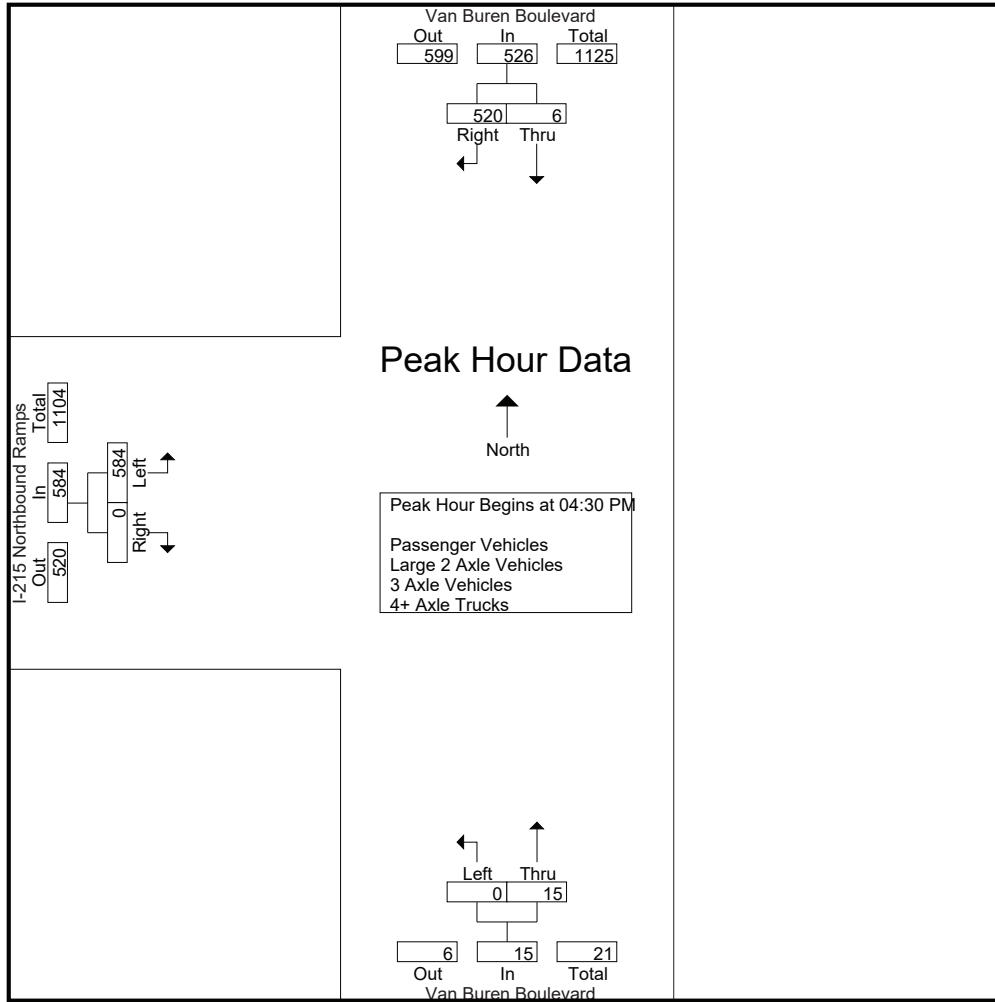 Van Buren Boulevard
Out In Total
599 526 1125
520 6
Right Thru
Peak Hour Data
North
I-215 Northbound Ramps
Out In Total
520 584 1104
0 584
Right Left
Peak Hour Begins at 04:30 PM
Passenger Vehicles
Large 2 Axle Vehicles
3 Axle Vehicles
4+ Axle Trucks
Left Thru
0 15
6 15 21
Out In Total
Van Buren Boulevard